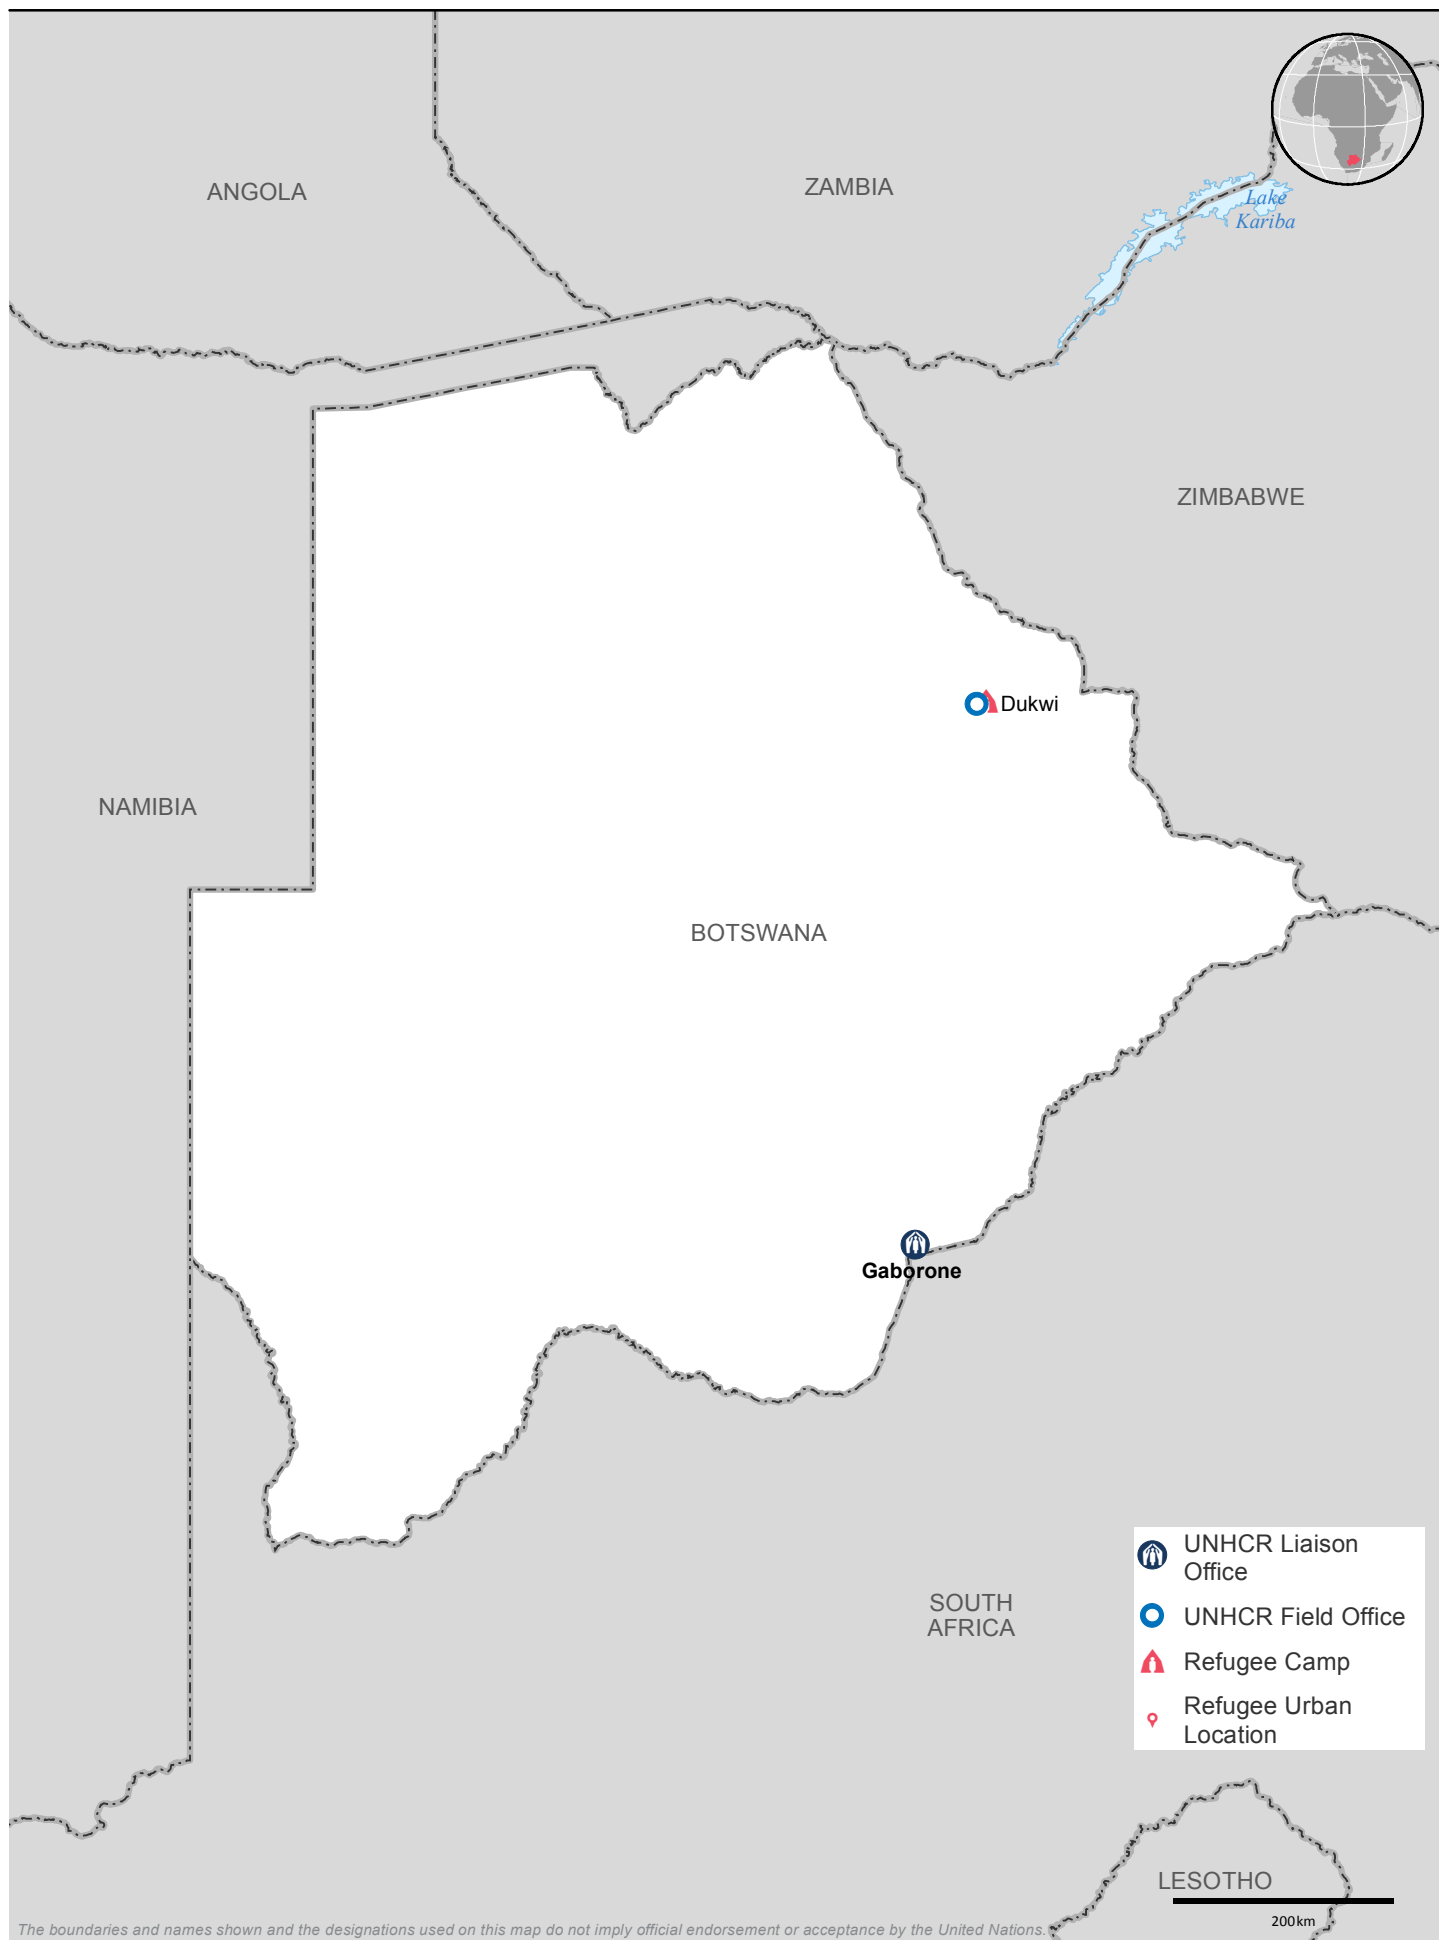 ANGOLA
ZAMBIA
Lake
Kariba
ZIMBABWE
Dukwi
NAMIBIA
BOTSWANA
Gaborone
UNHCR Liaison
Office
UNHCR Field Office
Refugee Camp
Refugee Urban
Location
SOUTH
AFRICA
LESOTHO
200km
The boundaries and names shown and the designations used on this map do not imply official endorsement or acceptance by the United Nations.